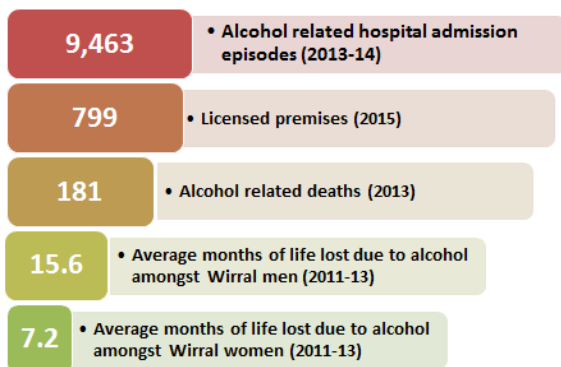 9,463
• Alcohol related hospital admission
episodes (2013-14)
799
• Licensed premises (2015)
181
• Alcohol related deaths (2013)
15.6
• Average months of life lost due to alcohol
amongst Wirral men (2011-13)
7.2
• Average months of life lost due to alcohol
amongst Wirral women (2011-13)